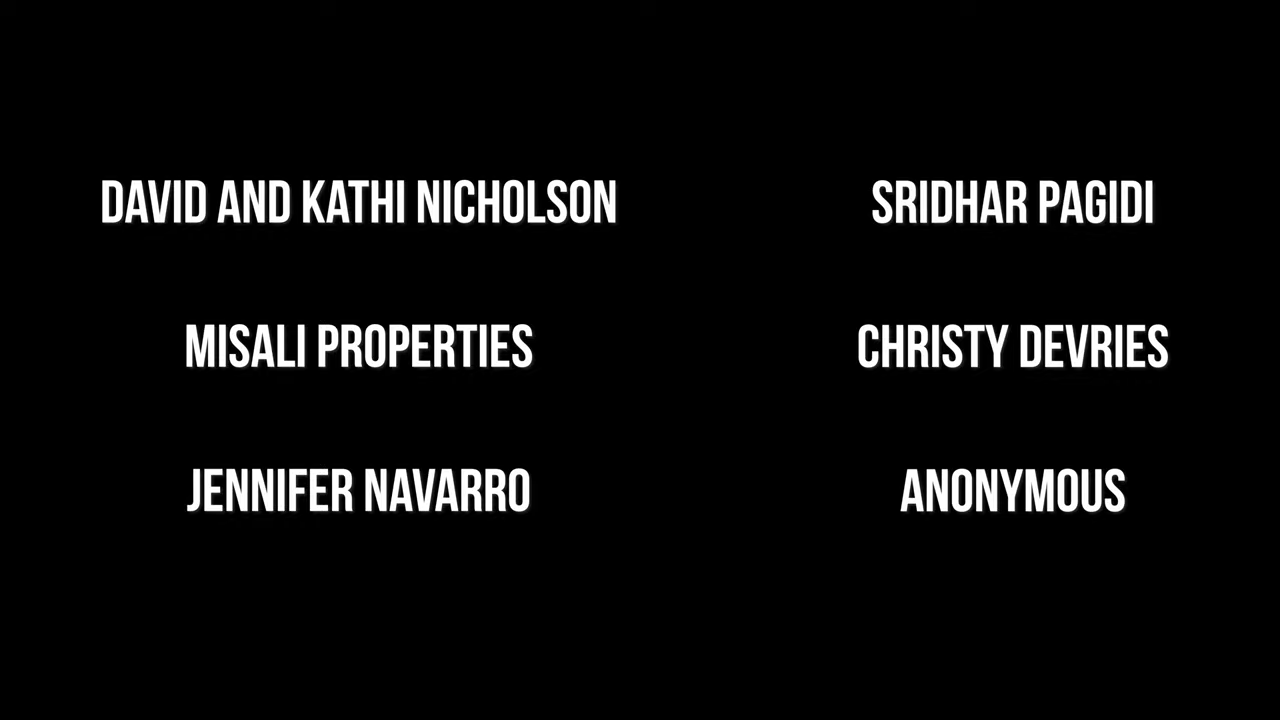 DAVID AND KATHI NICHOLSON
SRIDHAR PAGIDI
MISALI PROPERTIES
CHRISTY DEVRIES
JENNIFER NAVARRO
ANONYMOUS